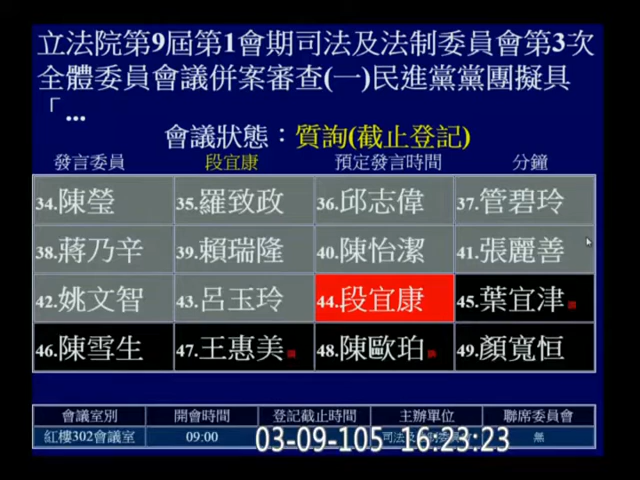 立法院第9屆第1會期司法及法制委員會第3次
全體委員會議併案審查(一)民進黨黨團擬具
「...
會議狀態：質詢(截止登記)
發言委員 段宜康 預定發言時間 分鐘
34.陳瑩 35.羅致政 36.邱志偉 37.管碧玲
38.蔣乃辛 39.賴瑞隆 40.陳怡潔 41.張麗善
42.姚文智 43.呂玉玲 44.段宜康 45.葉宜津
46.陳雪生 47.王惠美 48.陳歐珀 49.顏寬恒
會議室別 開會時間 登記截止時間 主辦單位 聯席委員會
紅樓302會議室 09:00 司法及法制委員會 無
03-09-105 16:23:23